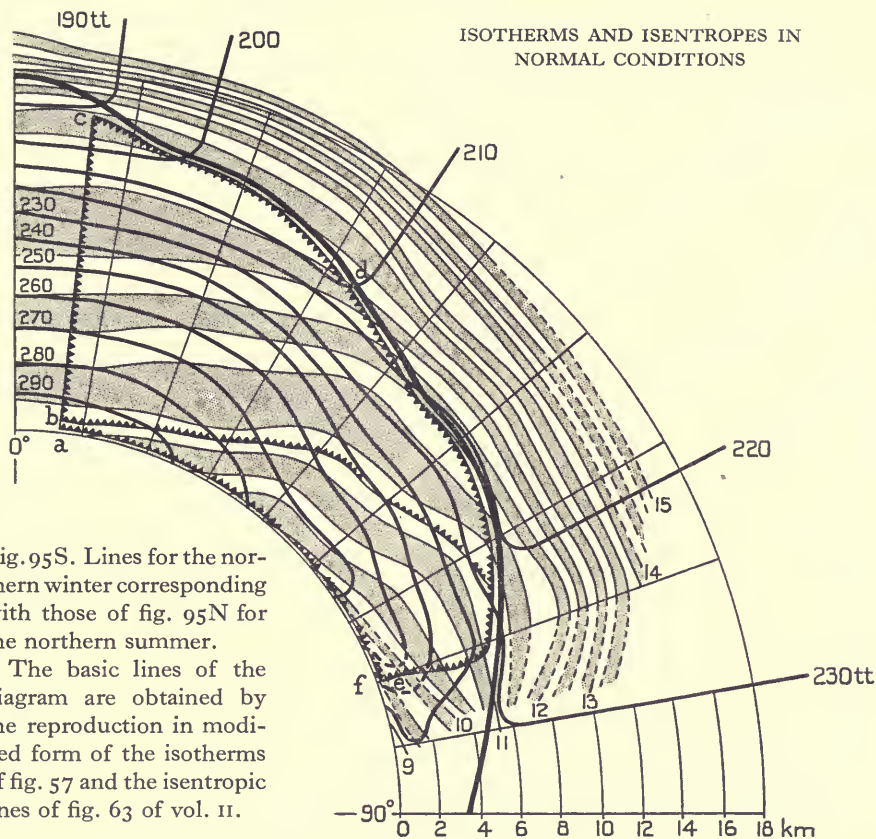 ISOTHERMS AND ISENTROPES IN
NORMAL CONDITIONS
190tt
200
210
c
230
240
250
260
270
280
290
d
b
a
0°
220
15
14
f
e
230tt
13
12
11
10
9
ig. 95S. Lines for the nor-
hern winter corresponding
with those of fig. 95N for
he northern summer.
The basic lines of the
iagram are obtained by
he reproduction in modi-
ed form of the isotherms
f fig. 57 and the isentropic
nes of fig. 63 of vol. II.
—90°
0 2 4 6 8 10 12 14 16 18 km